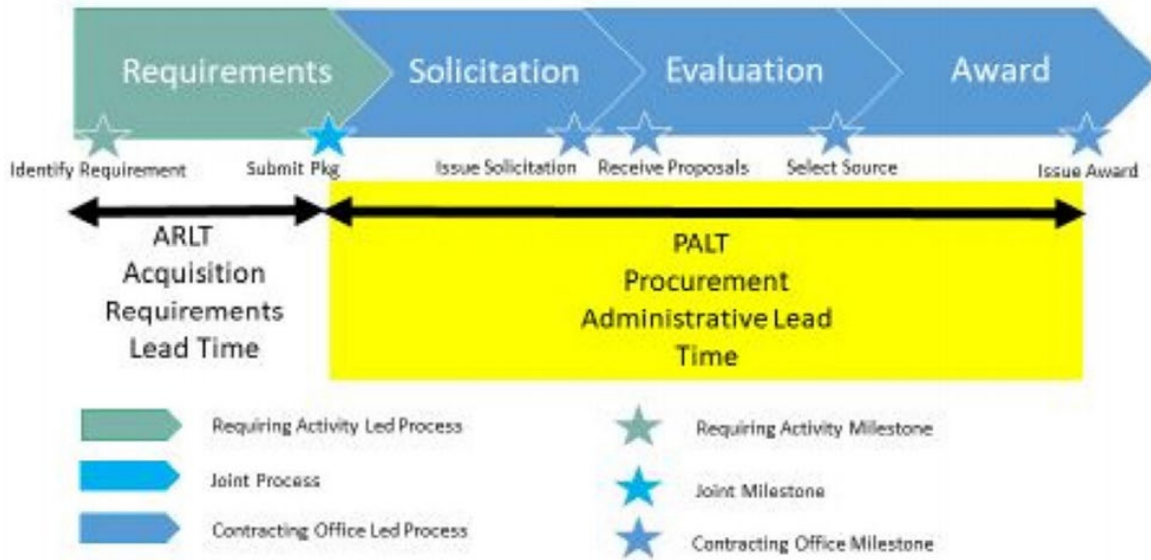 Requirements Solicitation Evaluation Award
Identify Requirement Submit Pkg Issue Solicitation Receive Proposals Select Source Issue Award
ARLT
Acquisition
Requirements
Lead Time
PALT
Procurement
Administrative Lead
Time
Requiring Activity Led Process
Joint Process
Contracting Office Led Process
Requiring Activity Milestone
Joint Milestone
Contracting Office Milestone